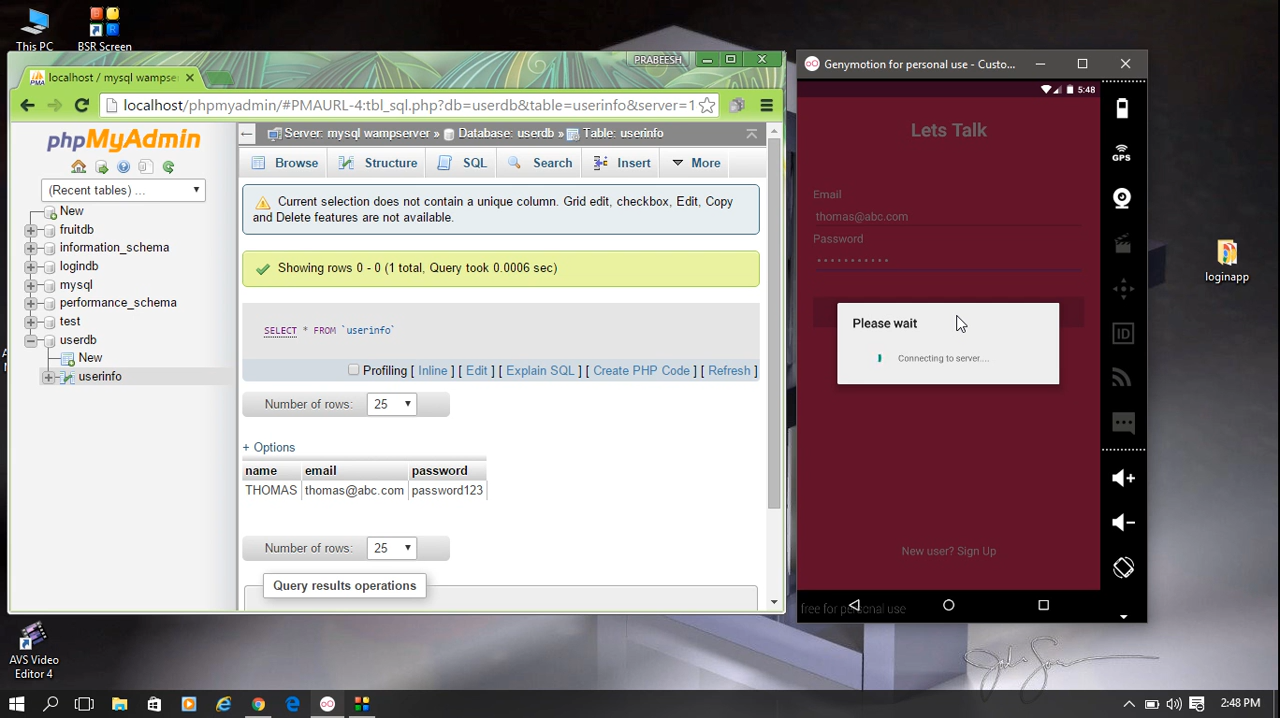 This PC
BSR Screen
PRABEESH
localhost / mysql wampser
localhost/phpmyadmin/#PMAURL-4:tbl_sql.php?db=userdb&table=userinfo&server=1
phpMyAdmin
(Recent tables) ...
New
fruitdb
information_schema
logindb
mysql
performance_schema
test
userdb
New
userinfo
Server: mysql wampserver » Database: userdb » Table: userinfo
Browse Structure SQL Search Insert More
Current selection does not contain a unique column. Grid edit, checkbox, Edit, Copy
and Delete features are not available.
Showing rows 0 - 0 (1 total, Query took 0.0006 sec)
SELECT * FROM `userinfo`
Profiling [ Inline ] [ Edit ] [ Explain SQL ] [ Create PHP Code ] [ Refresh ]
Number of rows: 25
+ Options
name email password
THOMAS thomas@abc.com password123
Number of rows: 25
Query results operations
Genymotion for personal use - Custo...
5:48
Lets Talk
Email
thomas@abc.com
Password
Please wait
Connecting to server....
New user? Sign Up
free for personal use
GPS
ID
loginapp
AVS Video
Editor 4
2:48 PM